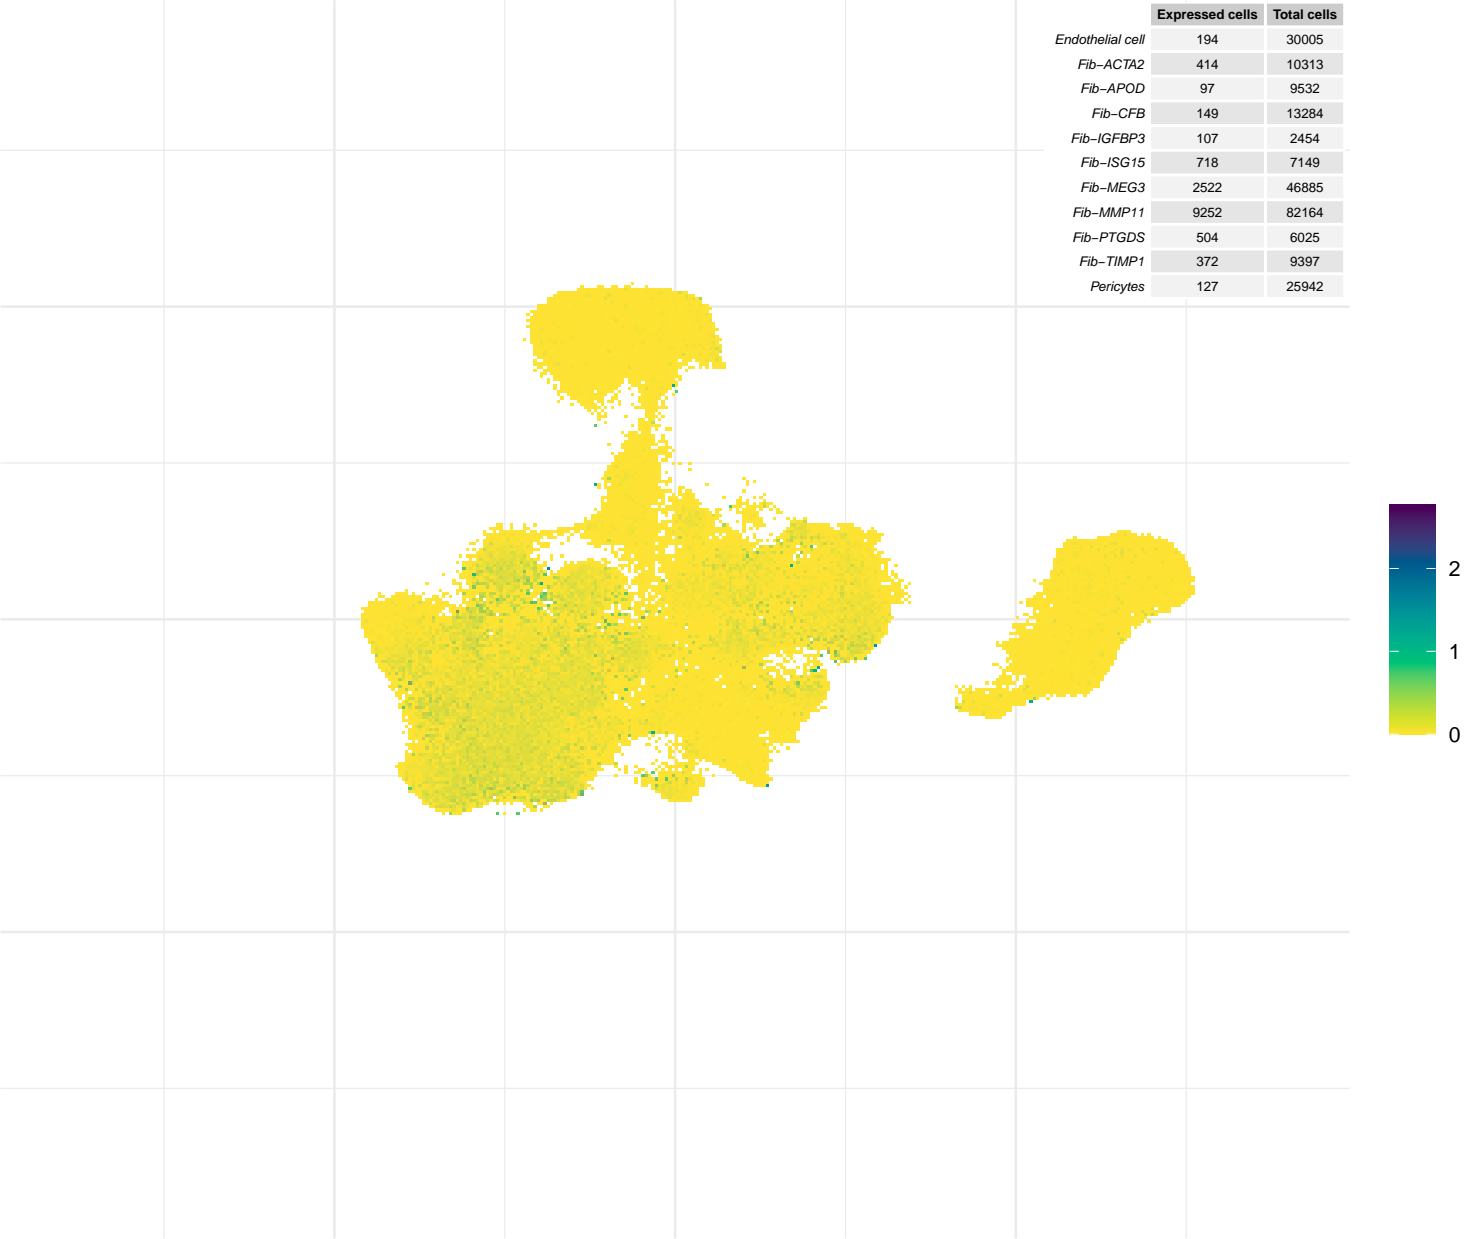 Expressed cells Total cells
Endothelial cell 194 30005
Fib−ACTA2 414 10313
Fib−APOD 97 9532
Fib−CFB 149 13284
Fib−IGFBP3 107 2454
Fib−ISG15 718 7149
Fib−MEG3 2522 46885
Fib−MMP11 9252 82164
Fib−PTGDS 504 6025
Fib−TIMP1 372 9397
Pericytes 127 25942
2
1
0